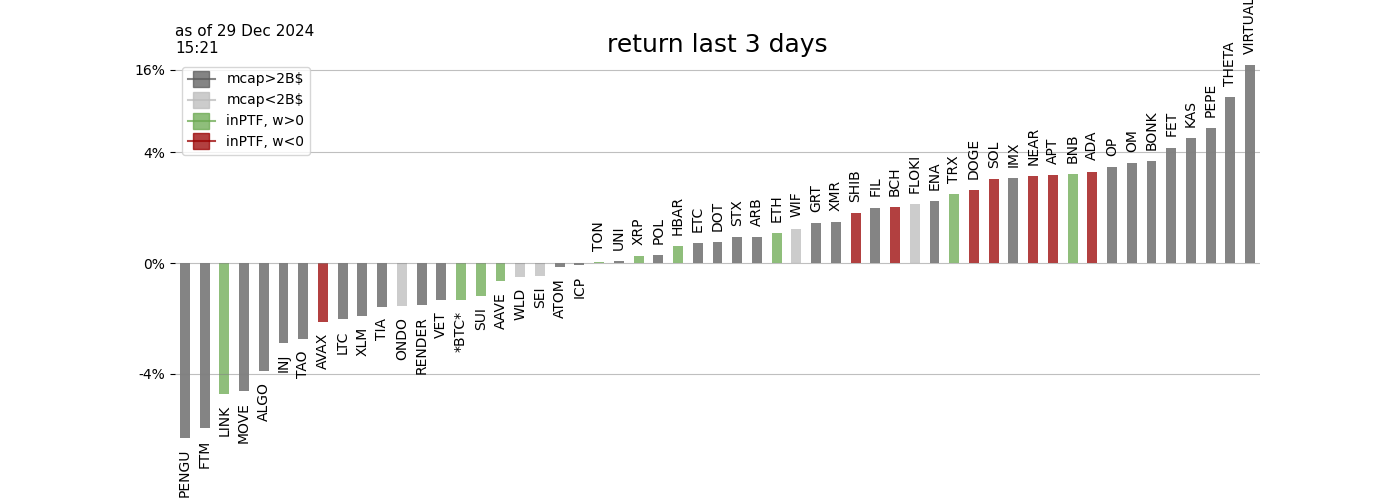 as of 29 Dec 2024
15:21
return last 3 days
16%
4%
0%
-4%
mcap>2B$
mcap<2B$
inPTF, w>0
inPTF, w<0
PENGU
FTM
LINK
MOVE
ALGO
INJ
TAO
AVAX
LTC
XLM
TIA
ONDO
RENDER
VET
*BTC*
SUI
AAVE
WLD
SEI
ATOM
ICP
TON
UNI
XRP
POL
HBAR
ETC
DOT
STX
ARB
ETH
WIF
GRT
XMR
SHIB
FIL
BCH
FLOKI
ENA
TRX
DOGE
SOL
IMX
NEAR
APT
BNB
ADA
OP
OM
BONK
FET
KAS
PEPE
THETA
VIRTUAL